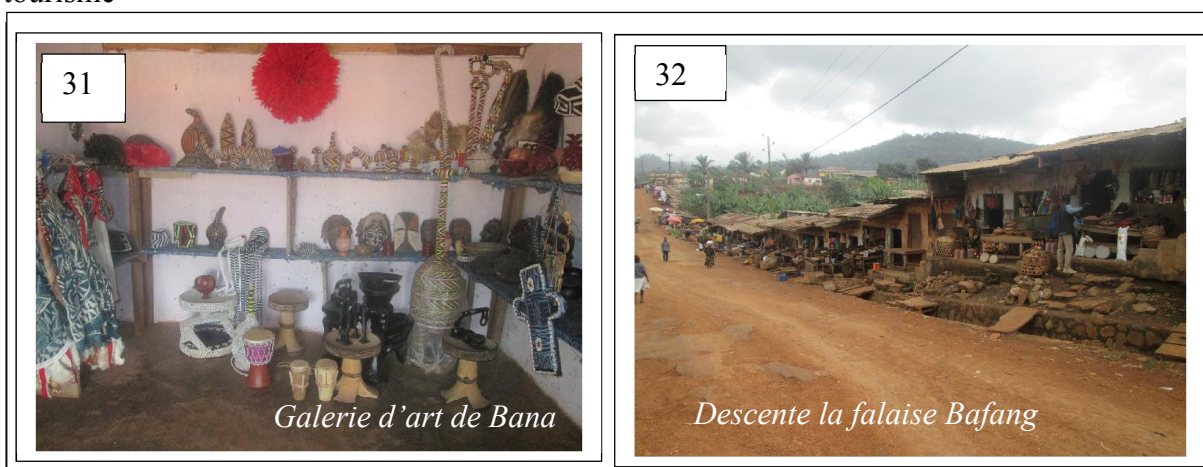 tourisme
31
32
Galerie d'art de Bana
Descente la falaise Bafang